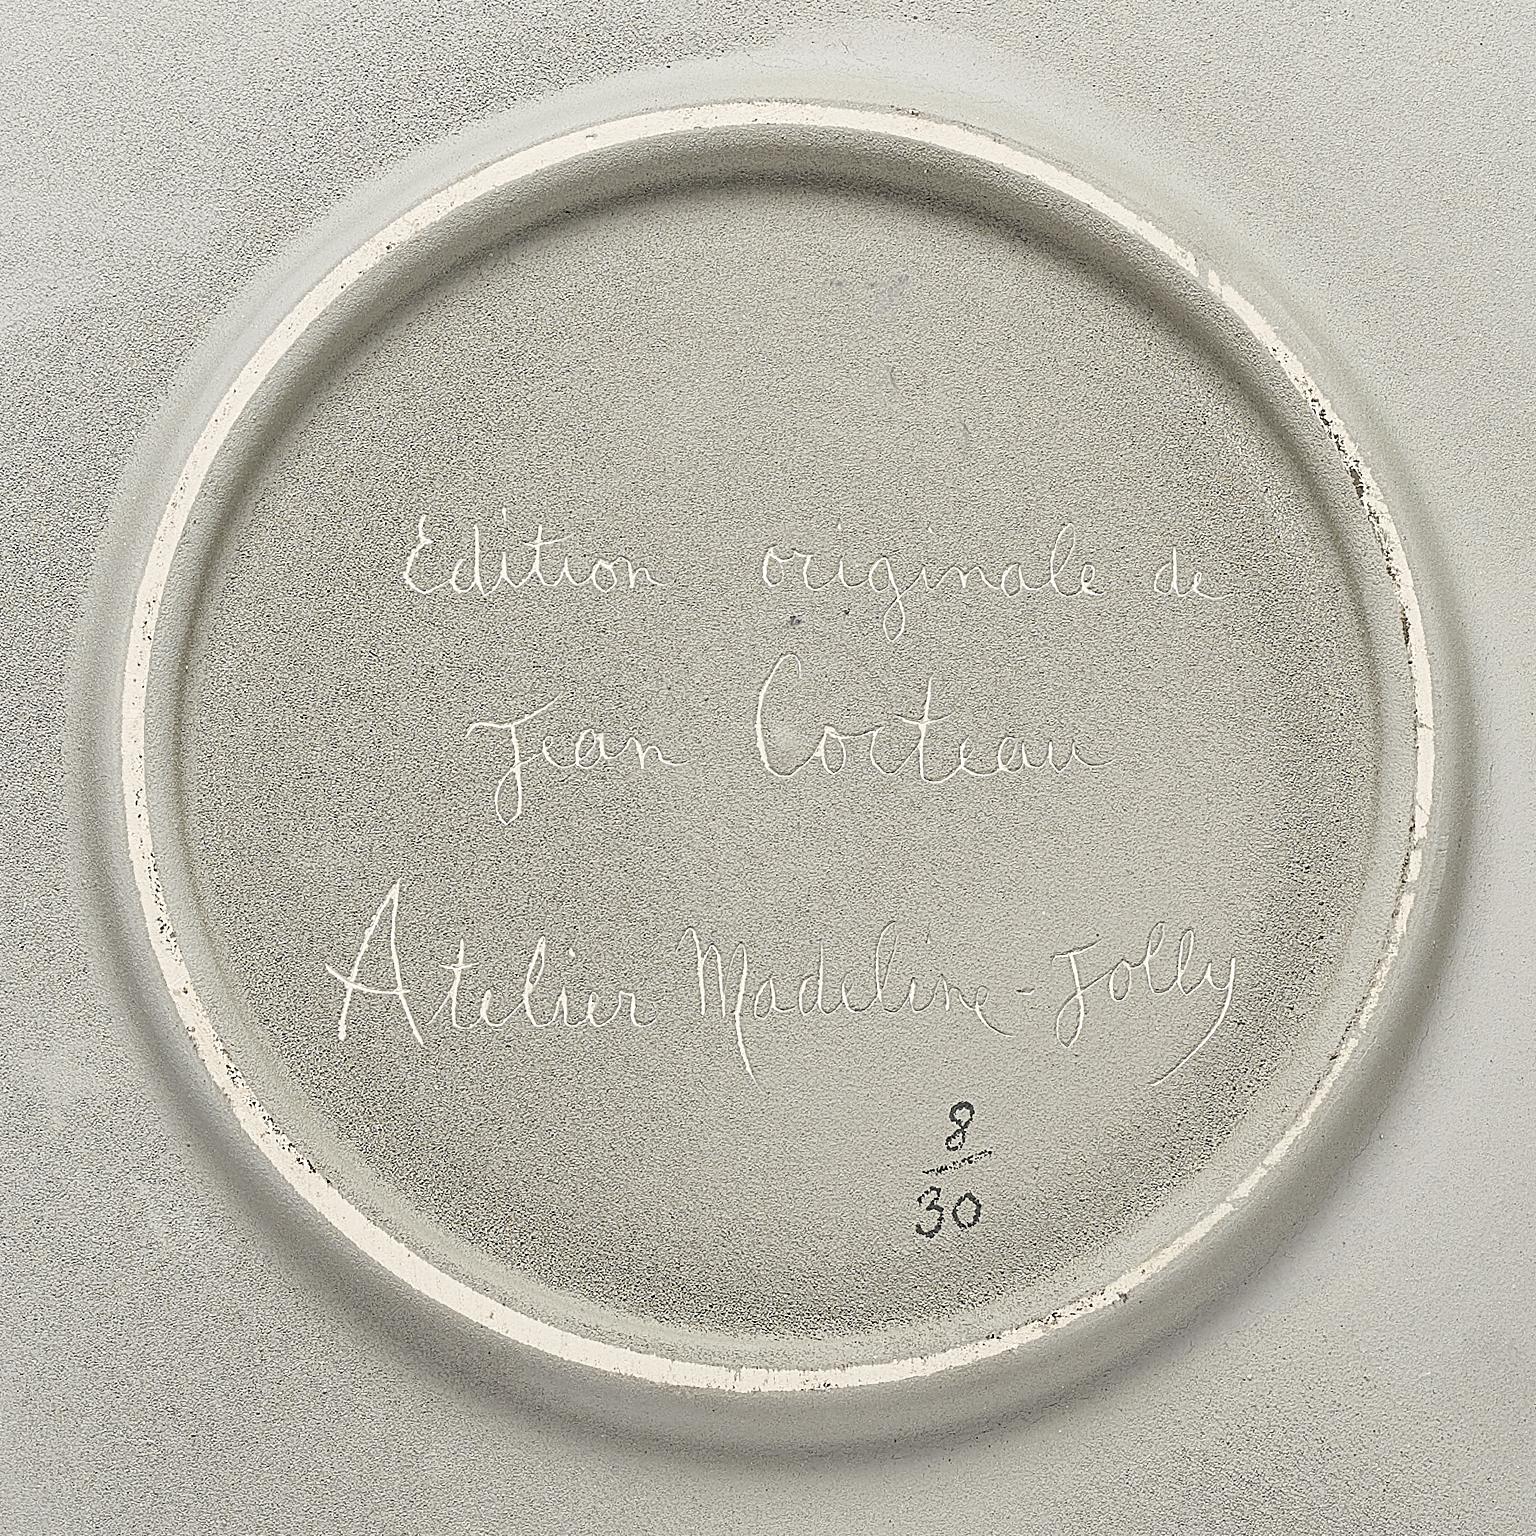 Edition originale de
Jean Cocteau
Atelier Madeline-Jolly
8
30